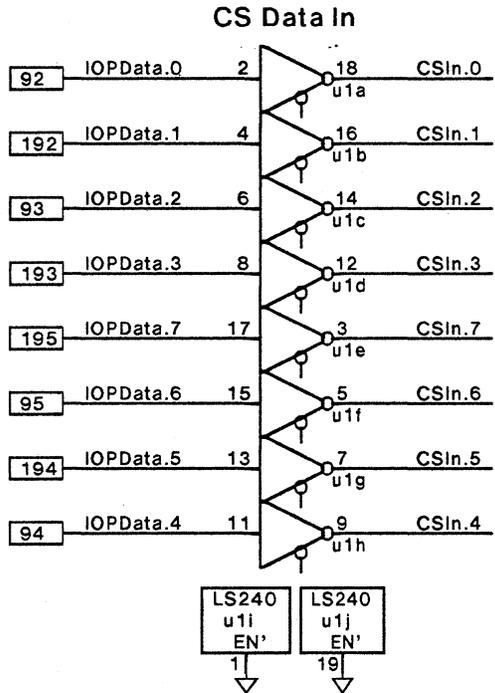 CS Data In
92 IOPData.0 2 18 CSIn.0
u1a
192 IOPData.1 4 16 CSIn.1
u1b
93 IOPData.2 6 14 CSIn.2
u1c
193 IOPData.3 8 12 CSIn.3
u1d
195 IOPData.7 17 3 CSIn.7
u1e
95 IOPData.6 15 5 CSIn.6
u1f
194 IOPData.5 13 7 CSIn.5
u1g
94 IOPData.4 11 9 CSIn.4
u1h
LS240 LS240
u1i u1j
EN' EN'
1 19